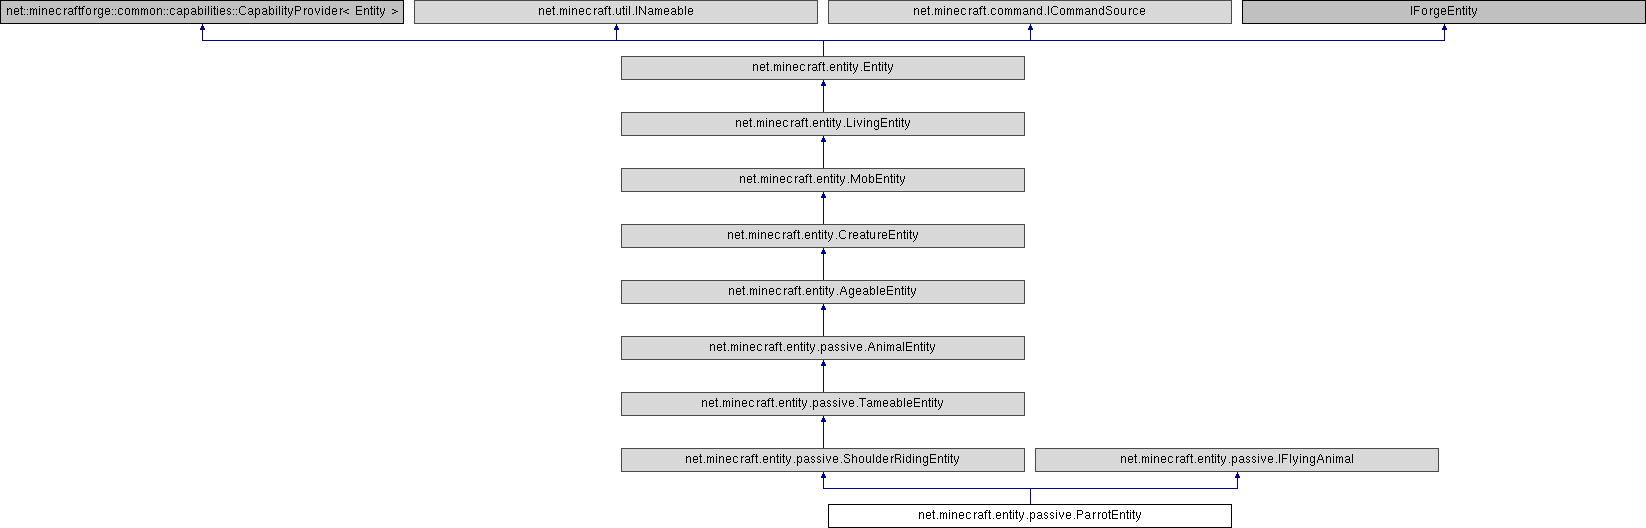 net::minecraftforge::common::capabilities::CapabilityProvider< Entity >
net.minecraft.util.INameable
net.minecraft.command.ICommandSource
IForgeEntity
net.minecraft.entity.Entity
net.minecraft.entity.LivingEntity
net.minecraft.entity.MobEntity
net.minecraft.entity.CreatureEntity
net.minecraft.entity.AgeableEntity
net.minecraft.entity.passive.AnimalEntity
net.minecraft.entity.passive.TameableEntity
net.minecraft.entity.passive.ShoulderRidingEntity
net.minecraft.entity.passive.IFlyingAnimal
net.minecraft.entity.passive.ParrotEntity